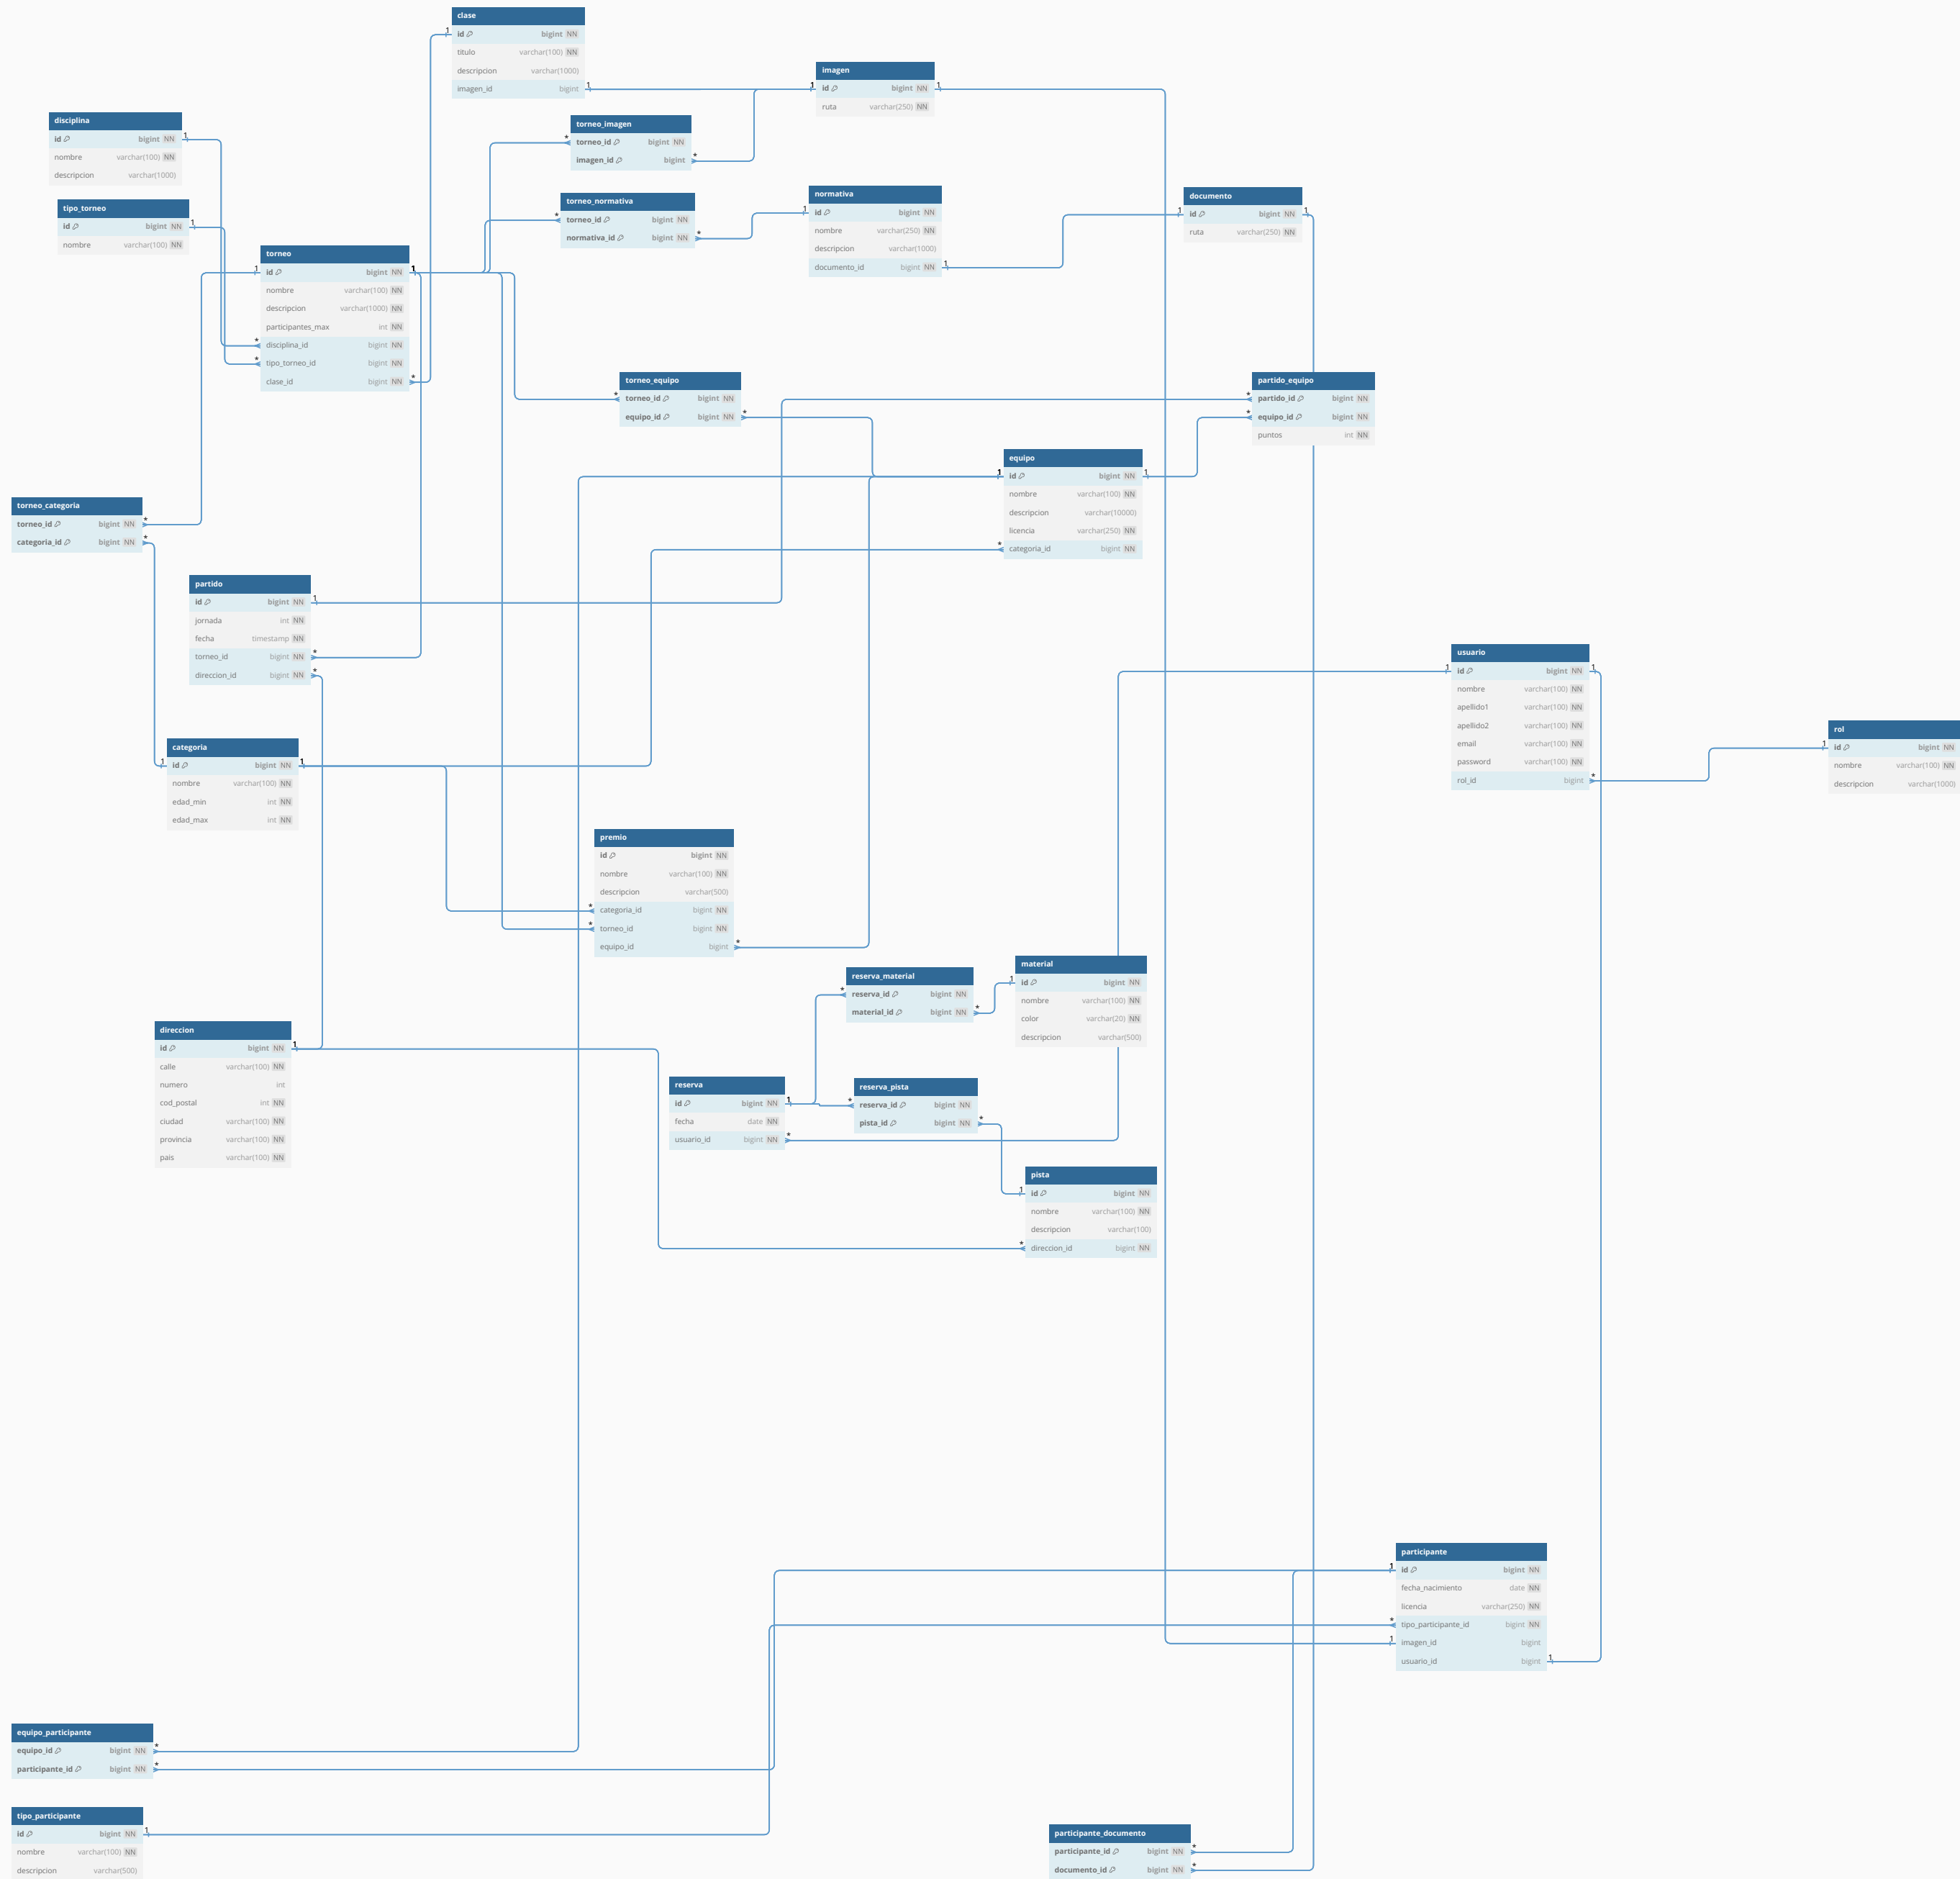 clase
id bigint NN
titulo varchar(100) NN
descripcion varchar(1000)
imagen_id bigint
imagen
id bigint NN
ruta varchar(250) NN
disciplina
id bigint NN
nombre varchar(100) NN
descripcion varchar(1000)
torneo_imagen
torneo_id bigint NN
imagen_id bigint
tipo_torneo
id bigint NN
nombre varchar(100) NN
torneo_normativa
torneo_id bigint NN
normativa_id bigint NN
normativa
id bigint NN
nombre varchar(250) NN
descripcion varchar(1000)
documento_id bigint NN
documento
id bigint NN
ruta varchar(250) NN
torneo
id bigint NN
nombre varchar(100) NN
descripcion varchar(1000) NN
participantes_max int NN
disciplina_id bigint NN
tipo_torneo_id bigint NN
clase_id bigint NN
torneo_equipo
torneo_id bigint NN
equipo_id bigint NN
partido_equipo
partido_id bigint NN
equipo_id bigint NN
puntos int NN
equipo
id bigint NN
nombre varchar(100) NN
descripcion varchar(10000)
licencia varchar(250) NN
categoria_id bigint NN
torneo_categoria
torneo_id bigint NN
categoria_id bigint NN
partido
id bigint NN
jornada int NN
fecha timestamp NN
torneo_id bigint NN
direccion_id bigint NN
usuario
id bigint NN
nombre varchar(100) NN
apellido1 varchar(100) NN
apellido2 varchar(100) NN
email varchar(100) NN
password varchar(100) NN
rol_id bigint
rol
id bigint NN
nombre varchar(100) NN
descripcion varchar(1000)
categoria
id bigint NN
nombre varchar(100) NN
edad_min int NN
edad_max int NN
premio
id bigint NN
nombre varchar(100) NN
descripcion varchar(500)
categoria_id bigint NN
torneo_id bigint NN
equipo_id bigint
reserva_material
reserva_id bigint NN
material_id bigint NN
material
id bigint NN
nombre varchar(100) NN
color varchar(20) NN
descripcion varchar(500)
direccion
id bigint NN
calle varchar(100) NN
numero int
cod_postal int NN
ciudad varchar(100) NN
provincia varchar(100) NN
pais varchar(100) NN
reserva
id bigint NN
fecha date NN
usuario_id bigint NN
reserva_pista
reserva_id bigint NN
pista_id bigint NN
pista
id bigint NN
nombre varchar(100) NN
descripcion varchar(100)
direccion_id bigint NN
participante
id bigint NN
fecha_nacimiento date NN
licencia varchar(250) NN
tipo_participante_id bigint NN
imagen_id bigint
usuario_id bigint
equipo_participante
equipo_id bigint NN
participante_id bigint NN
tipo_participante
id bigint NN
nombre varchar(100) NN
descripcion varchar(500)
participante_documento
participante_id bigint NN
documento_id bigint NN